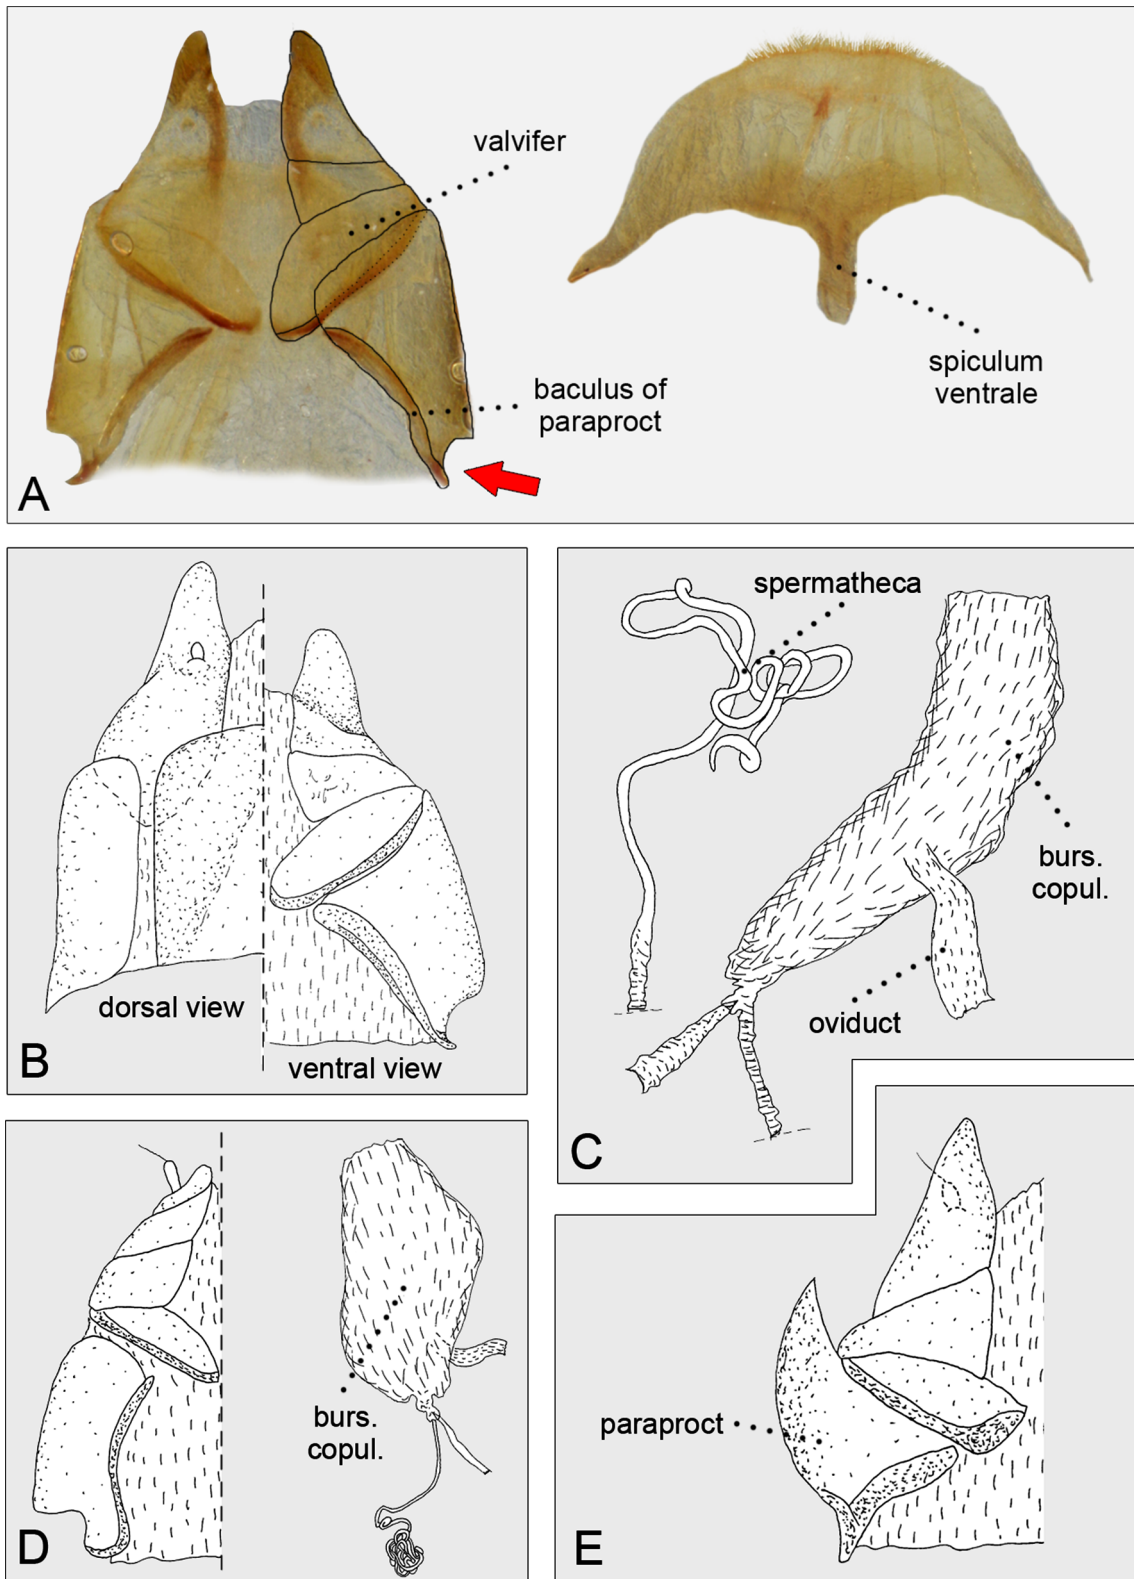 valvifer
spiculum
ventrale
baculus of
paraproct
A
spermatheca
burs.
copul.
oviduct
C
dorsal view
ventral view
B
burs.
copul.
D
paraproct
E